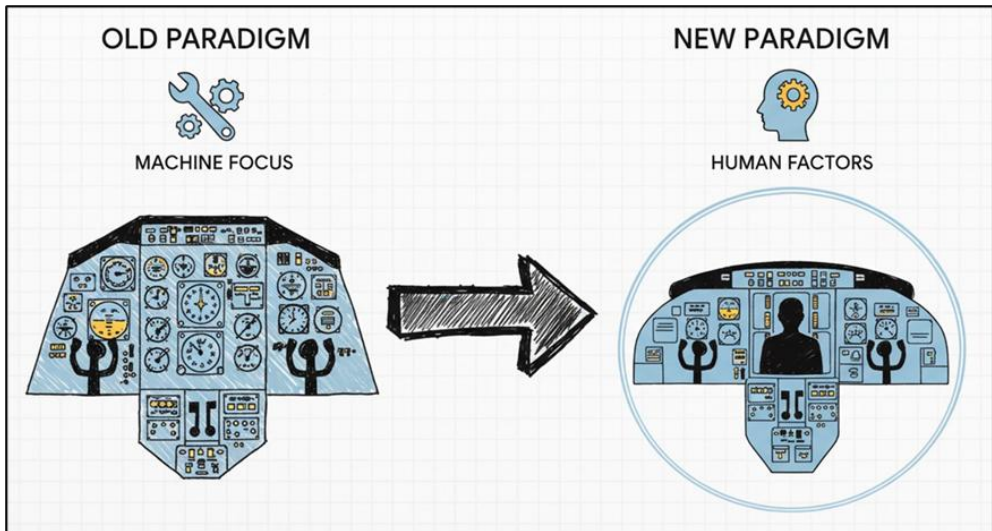 OLD PARADIGM
MACHINE FOCUS
NEW PARADIGM
HUMAN FACTORS